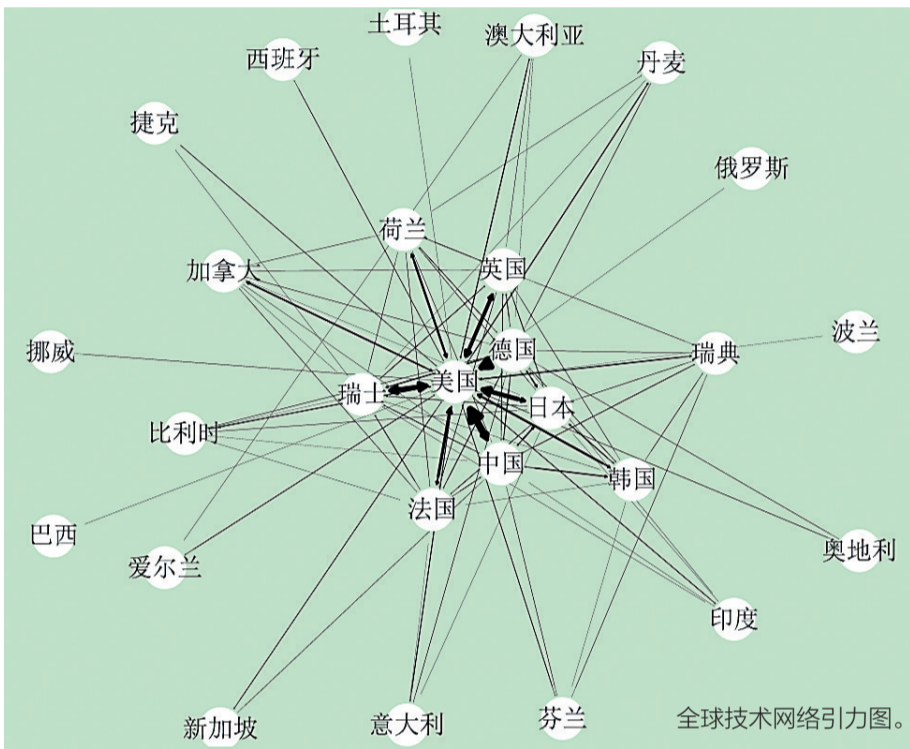 土耳其
澳大利亚
西班牙
丹麦
捷克
俄罗斯
荷兰
加拿大
英国
挪威
德国
瑞典
波兰
美国
瑞士
日本
比利时
中国
韩国
法国
巴西
爱尔兰
奥地利
印度
新加坡
意大利
芬兰
全球技术网络引力图。